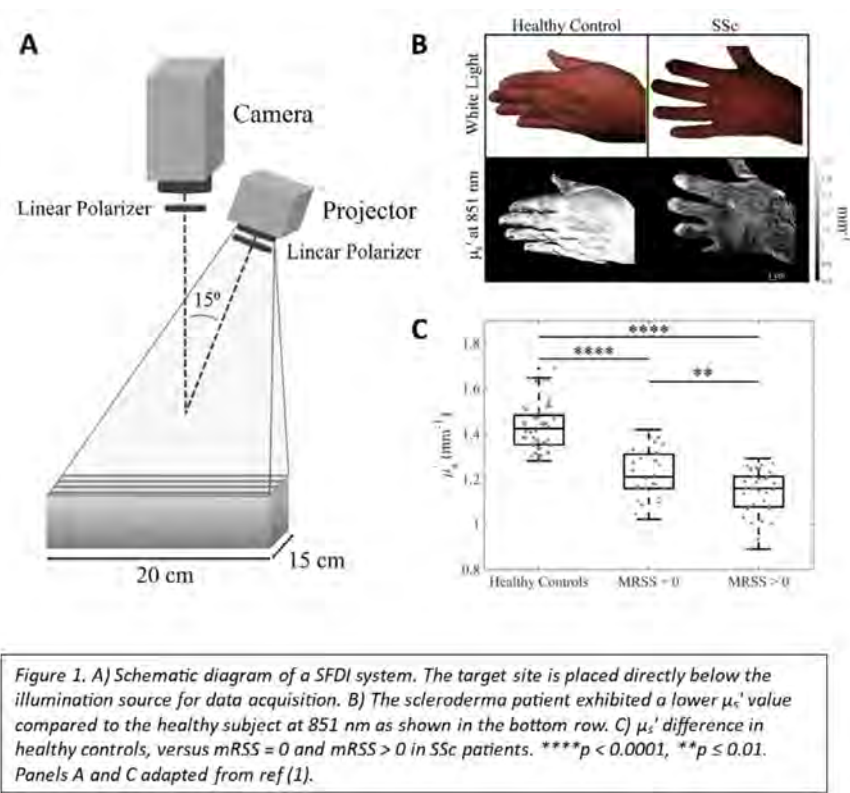 A
Camera
Linear Polarizer
Projector
Linear Polarizer
15°
15 cm
20 cm
B
Healthy Control
SSc
White Light
μs' at 851 nm
mm⁻¹
C
****
****
**
1.8
1.6
1.4
1.2
1
0.8
μs' (mm⁻¹)
Healthy Controls
MRSS = 0
MRSS > 0
Figure 1. A) Schematic diagram of a SFDI system. The target site is placed directly below the
illumination source for data acquisition. B) The scleroderma patient exhibited a lower μs' value
compared to the healthy subject at 851 nm as shown in the bottom row. C) μs' difference in
healthy controls, versus mRSS = 0 and mRSS > 0 in SSc patients. ****p < 0.0001, **p ≤ 0.01.
Panels A and C adapted from ref (1).